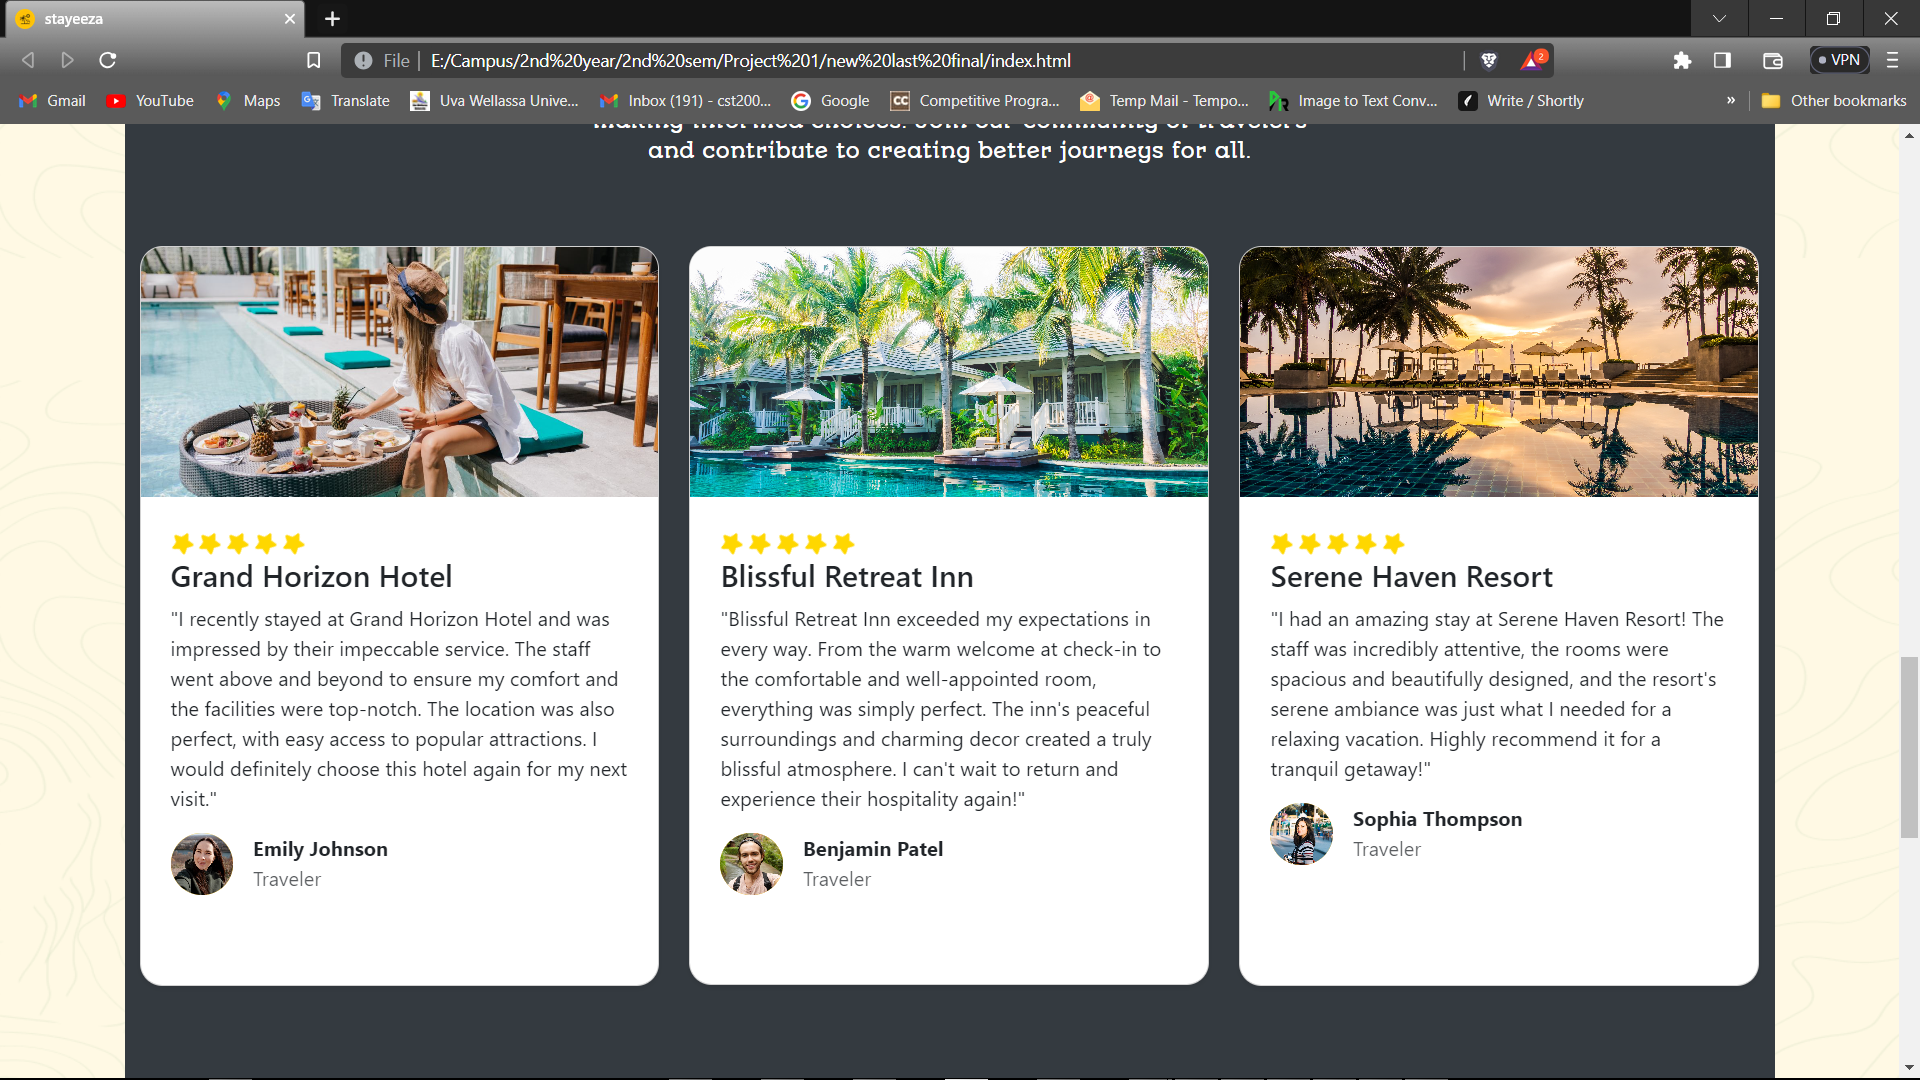 stayeeza
File
E:/Campus/2nd%20year/2nd%20sem/Project%201/new%20last%20final/index.html
2
VPN
Gmail
YouTube
Maps
Translate
Uva Wellassa Unive...
Inbox (191) - cst200...
Google
CC
Competitive Progra...
Temp Mail - Tempo...
Image to Text Conv...
Write / Shortly
»
Other bookmarks
making informed choices. Join our community of travelers
and contribute to creating better journeys for all.
Grand Horizon Hotel
"I recently stayed at Grand Horizon Hotel and was
impressed by their impeccable service. The staff
went above and beyond to ensure my comfort and
the facilities were top-notch. The location was also
perfect, with easy access to popular attractions. I
would definitely choose this hotel again for my next
visit."
Emily Johnson
Traveler
Blissful Retreat Inn
"Blissful Retreat Inn exceeded my expectations in
every way. From the warm welcome at check-in to
the comfortable and well-appointed room,
everything was simply perfect. The inn's peaceful
surroundings and charming decor created a truly
blissful atmosphere. I can't wait to return and
experience their hospitality again!"
Benjamin Patel
Traveler
Serene Haven Resort
"I had an amazing stay at Serene Haven Resort! The
staff was incredibly attentive, the rooms were
spacious and beautifully designed, and the resort's
serene ambiance was just what I needed for a
relaxing vacation. Highly recommend it for a
tranquil getaway!"
Sophia Thompson
Traveler